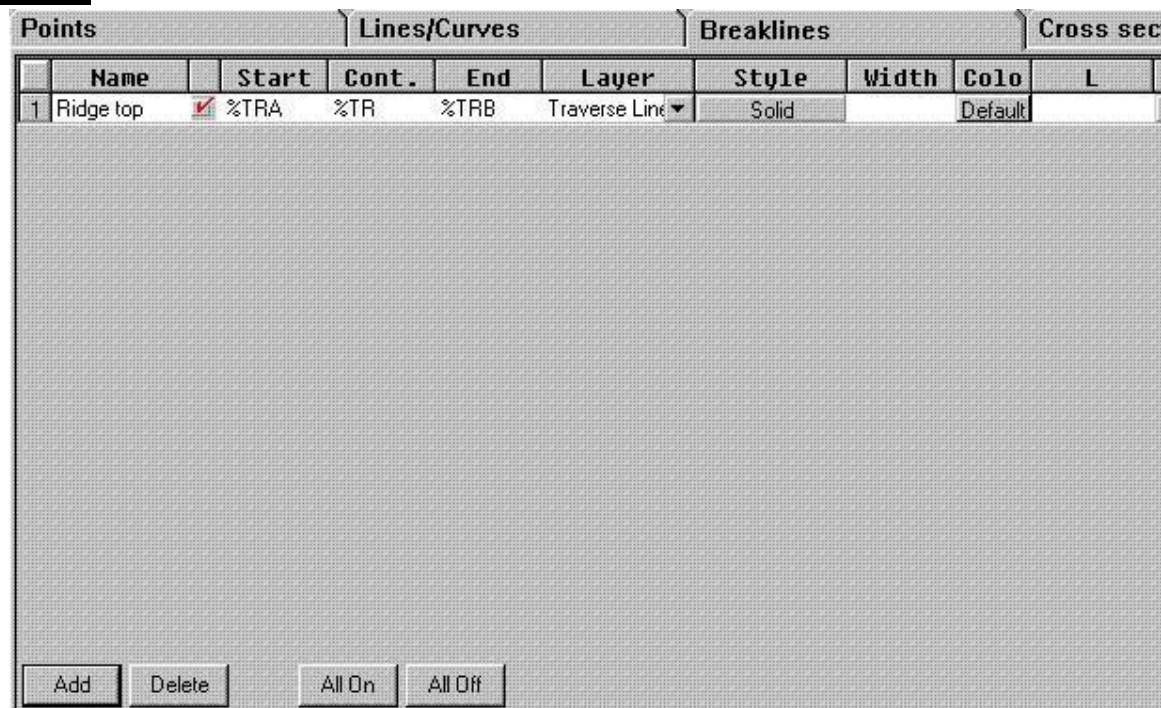 Points Lines/Curves Breaklines Cross sec
Name Start Cont. End Layer Style Width Colo L
1 Ridge top %TRA %TR %TRB Traverse Line Solid Default
Add Delete All On All Off